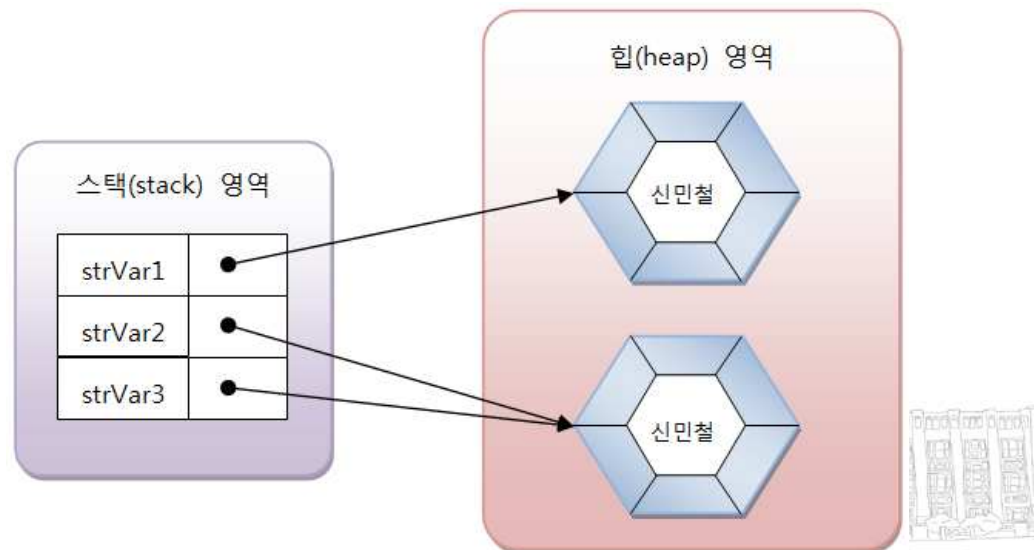 힙(heap) 영역
신민철
스택(stack) 영역
strVar1
strVar2
strVar3
신민철